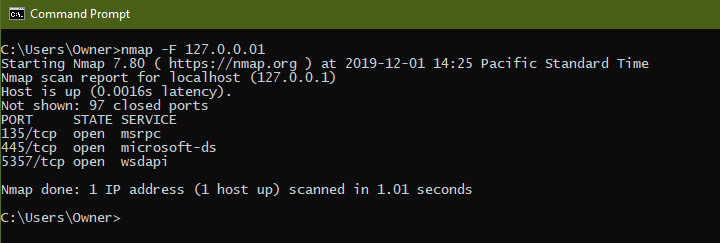 Command Prompt
C:\Users\Owner>nmap -F 127.0.0.01
Starting Nmap 7.80 ( https://nmap.org ) at 2019-12-01 14:25 Pacific Standard Time
Nmap scan report for localhost (127.0.0.1)
Host is up (0.0016s latency).
Not shown: 97 closed ports
PORT     STATE SERVICE
135/tcp  open  msrpc
445/tcp  open  microsoft-ds
5357/tcp open  wsdapi
Nmap done: 1 IP address (1 host up) scanned in 1.01 seconds
C:\Users\Owner>